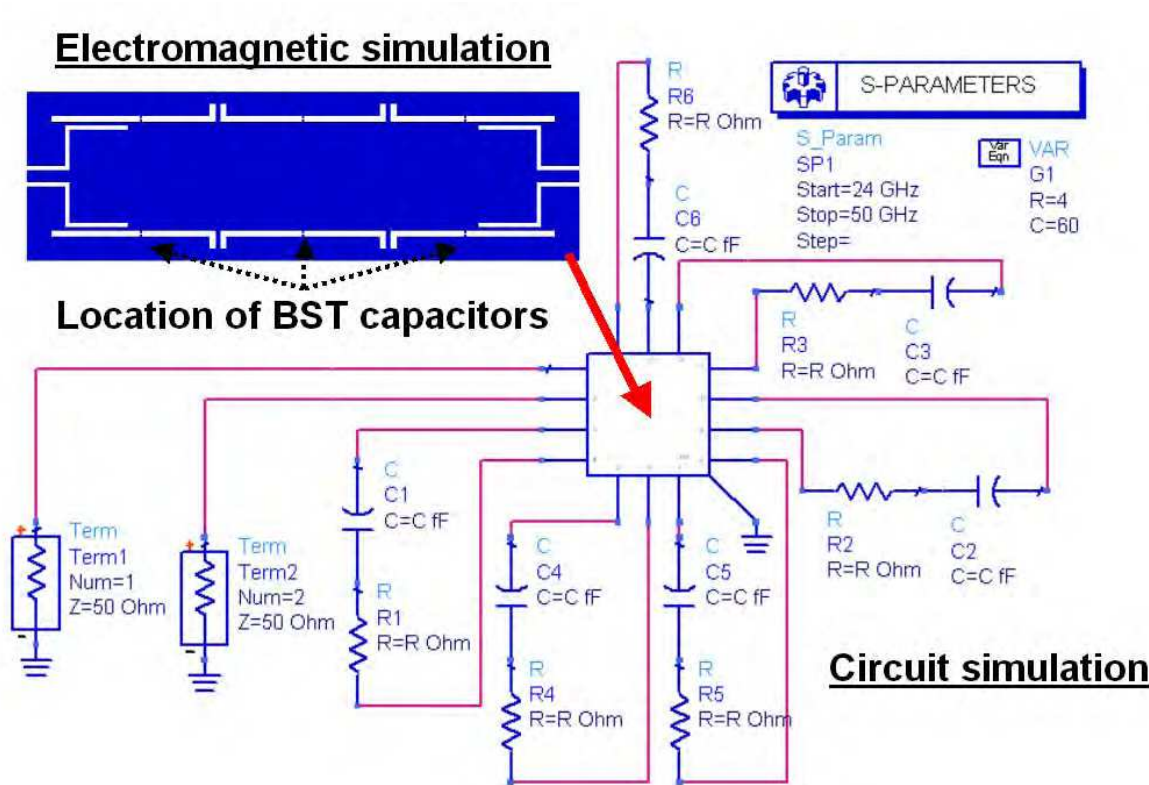 Electromagnetic simulation
Location of BST capacitors
R
R6
R=R Ohm
C
C6
C=C fF
S-PARAMETERS
S_Param
SP1
Start=24 GHz
Stop=50 GHz
Step=
Var
Eqn
VAR
G1
R=4
C=60
R
R3
R=R Ohm
C
C3
C=C fF
R
R2
R=R Ohm
C
C2
C=C fF
C
C1
C=C fF
R
R1
R=R Ohm
C
C4
C=C fF
R
R4
R=R Ohm
C
C5
C=C fF
R
R5
R=R Ohm
+
Term
Term1
Num=1
Z=50 Ohm
-
+
Term
Term2
Num=2
Z=50 Ohm
-
Circuit simulation